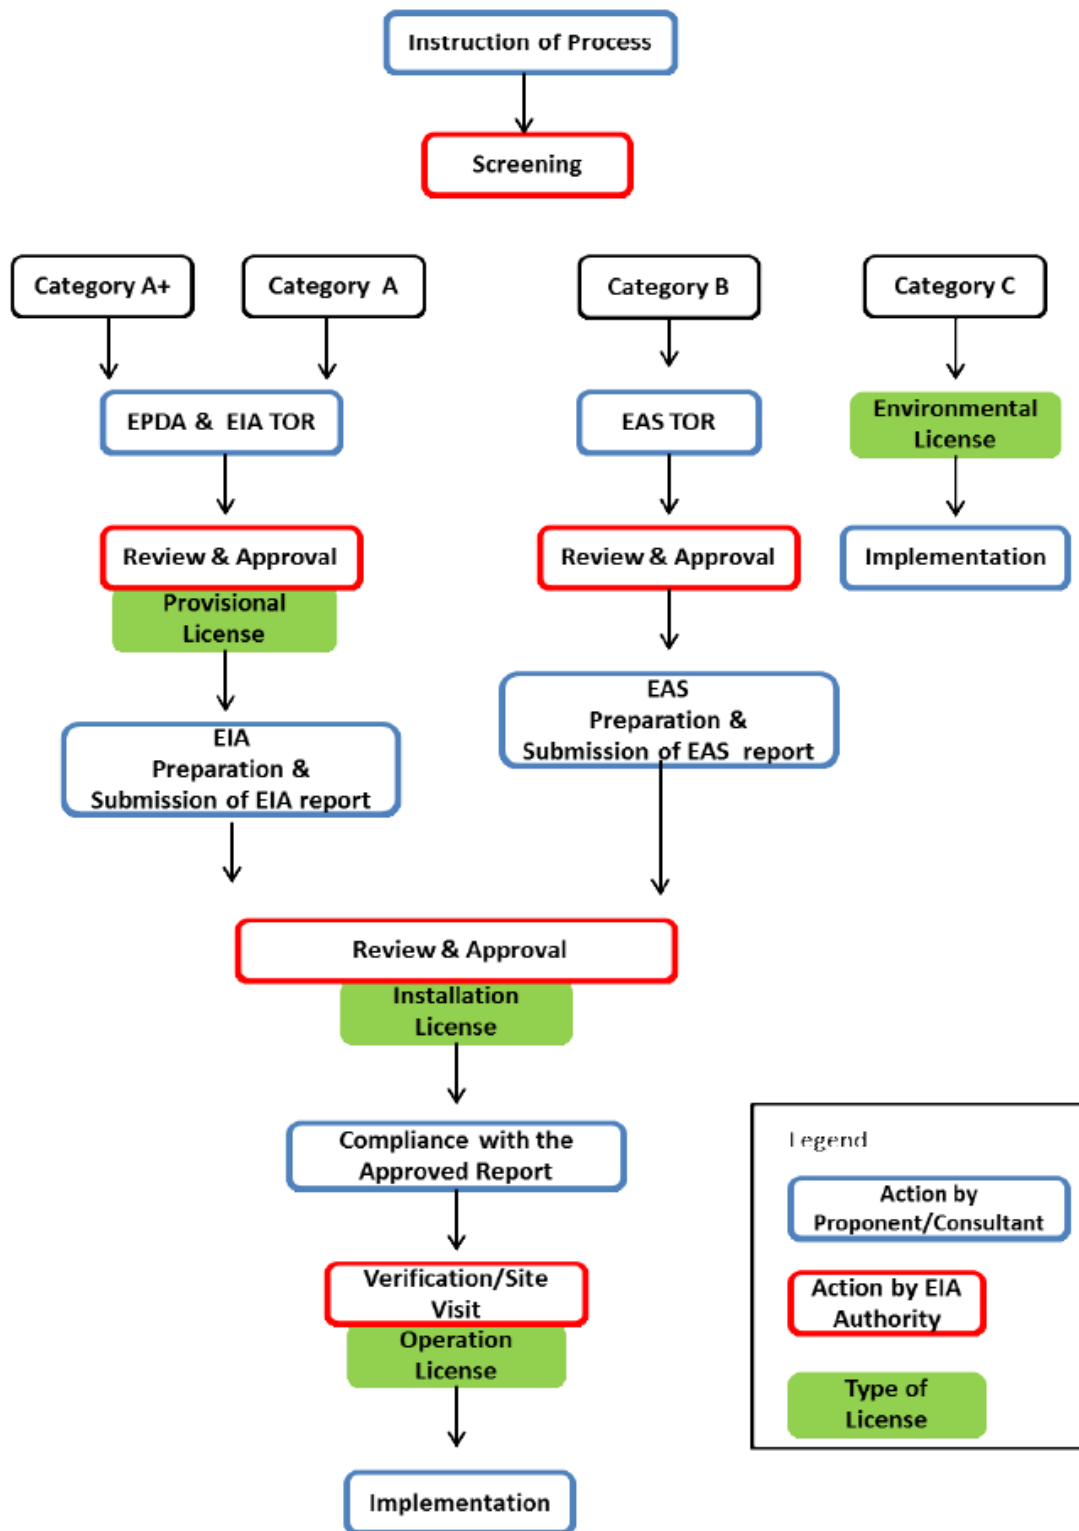 Instruction of Process
Screening
Category A+
Category A
Category B
Category C
EPDA & EIA TOR
EAS TOR
Environmental
License
Review & Approval
Provisional
License
Review & Approval
Implementation
EIA
Preparation &
Submission of EIA report
EAS
Preparation &
Submission of EAS report
Review & Approval
Installation
License
Compliance with the
Approved Report
Verification/Site
Visit
Operation
License
Implementation
Legend
Action by
Proponent/Consultant
Action by EIA
Authority
Type of
License